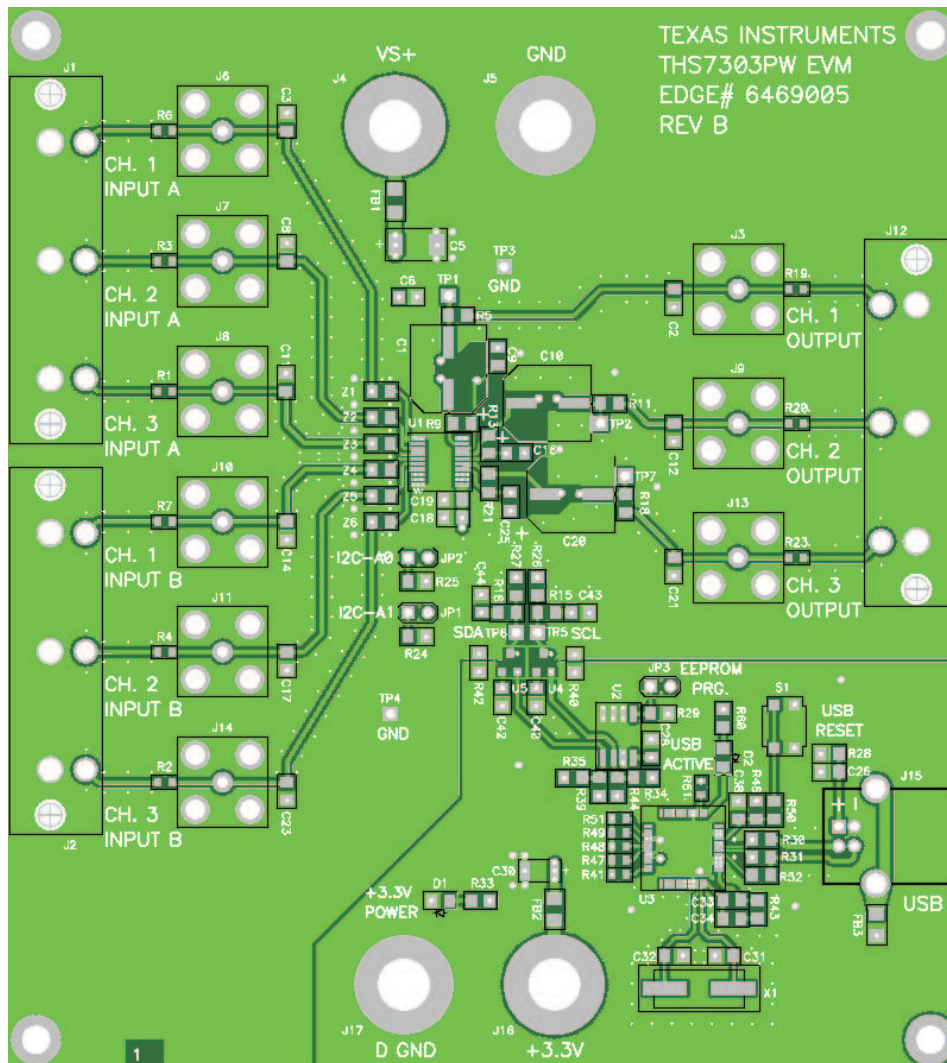 TEXAS INSTRUMENTS
THS7303PW EVM
EDGE# 6469005
REV B
VS+
GND
J4
J5
J1
J6
C3
R6
CH. 1
INPUT A
FB1
J7
C8
R3
CH. 2
INPUT A
+
C5
TP3
GND
J3
J12
R19
C2
CH. 1
OUTPUT
C6
TP1
R5
C1
J8
C11
R1
CH. 3
INPUT A
C9
C10
J9
R11
TP2
R20
C12
CH. 2
OUTPUT
Z1
Z2
Z3
Z4
Z5
Z6
U1
R9
+
R13
+
C16
J10
R7
C14
CH. 1
INPUT B
C19
C18
R21
C25
+
C20
TP7
R18
J13
R23
C21
CH. 3
OUTPUT
I2C-A0
JP2
R25
I2C-A1
JP1
R24
R27
R26
C44
R16
R15
C43
SDA
TP6
TP5
SCL
J11
R4
C17
CH. 2
INPUT B
R42
U5
U4
R40
C42
C40
JP3
EEPROM
PRG.
TP4
GND
U2
R29
C28
USB
ACTIVE
R60
D2
S1
USB
RESET
R28
C26
J15
J14
R2
C23
CH. 3
INPUT B
J2
R35
R39
R44
R34
R61
C38
R46
R50
+ -
R51
R49
R48
R47
R41
R30
R31
R52
U3
USB
FB3
C30
+
FB2
+3.3V
POWER
D1
R33
C33
C34
R43
C32
C31
X1
J17
D GND
J16
+3.3V
1